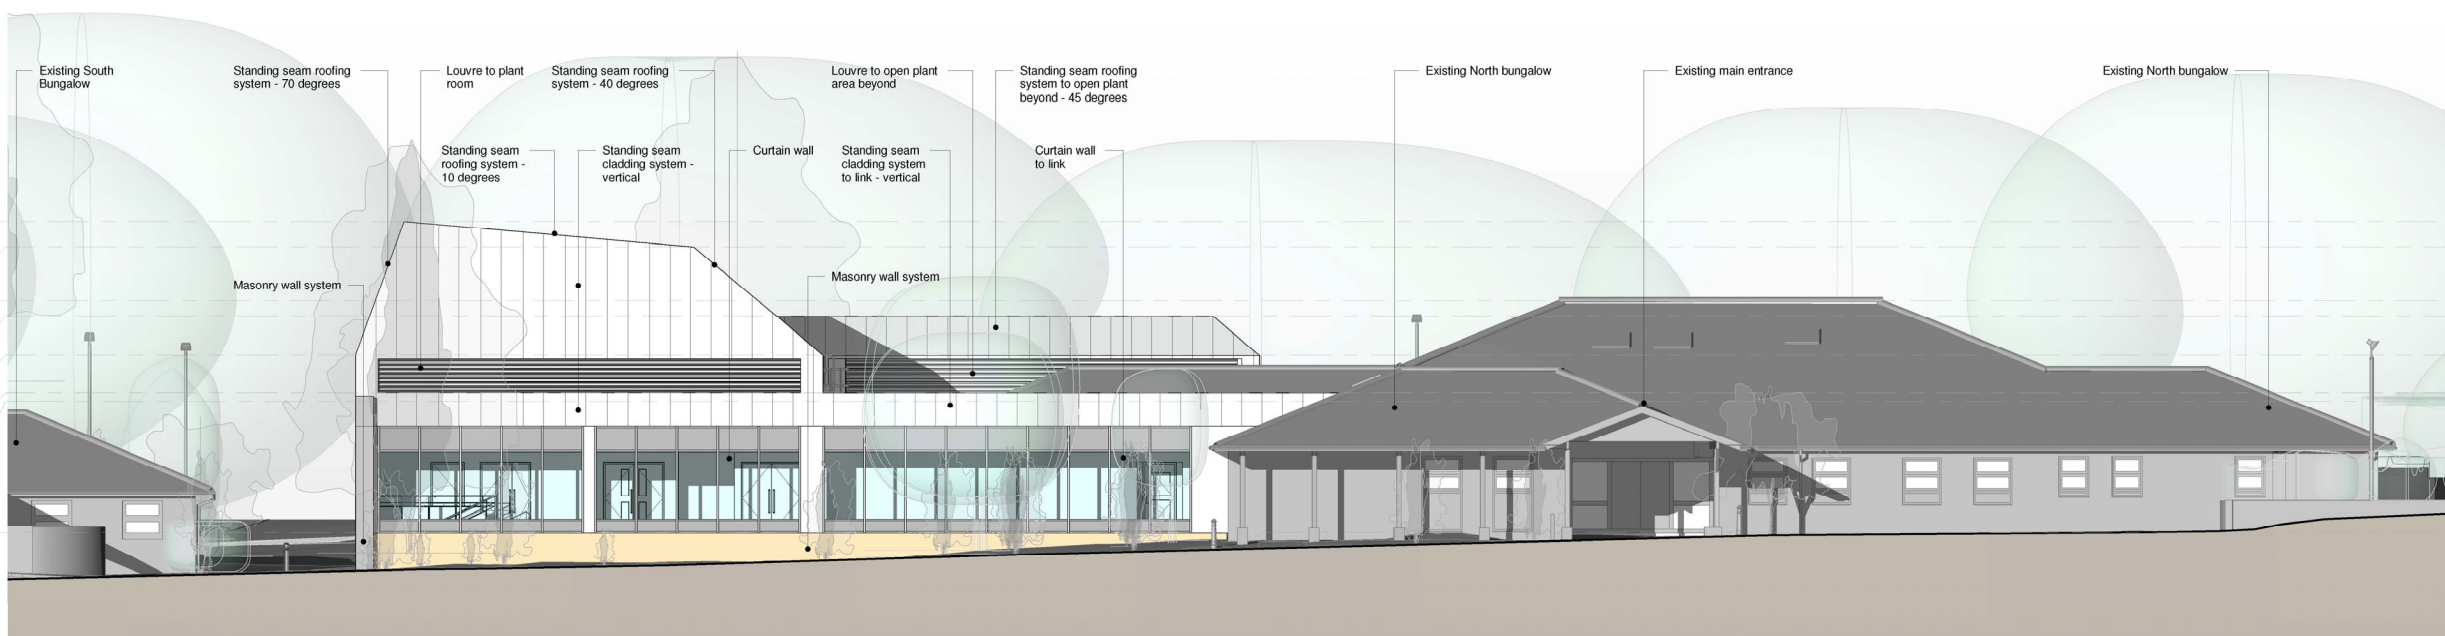 Existing South
Bungalow
Standing seam roofing
system - 70 degrees
Louvre to plant
room
Standing seam roofing
system - 40 degrees
Louvre to open plant
area beyond
Standing seam roofing
system to open plant
beyond - 45 degrees
Existing North bungalow
Existing main entrance
Existing North bungalow
Standing seam
roofing system -
10 degrees
Standing seam
cladding system -
vertical
Curtain wall
Standing seam
cladding system
to link - vertical
Curtain wall
to link
Masonry wall system
Masonry wall system